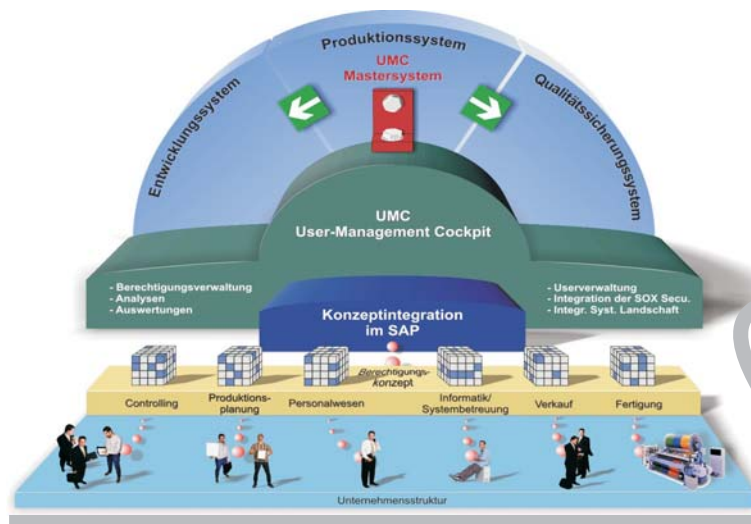 Produktionssystem
UMC
Mastersystem
Entwicklungssystem
Qualitätssicherungssystem
UMC
User-Management Cockpit
- Berechtigungsverwaltung
- Analysen
- Auswertungen
- Userverwaltung
- Integration der SOX Secu.
- Integr. Syst. Landschaft
Konzeptintegration
im SAP
Berechtigungs-
konzept
Controlling
Produktions-
planung
Personalwesen
Informatik/
Systembetreuung
Verkauf
Fertigung
Unternehmensstruktur